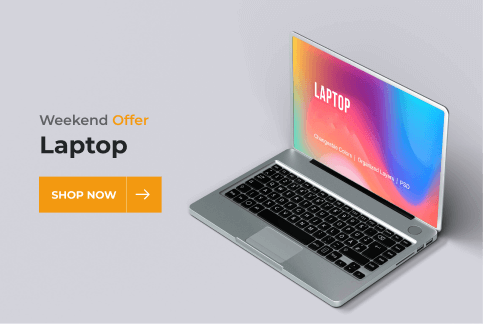 Weekend Offer
Laptop
SHOP NOW
LAPTOP
Changeable Colors | Organized Layers | PSD